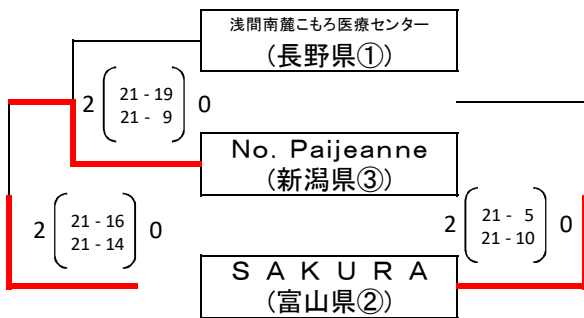 浅間南麓こもろ医療センター
(長野県①)
2 21 - 19 0
21 - 9
No. Paijeanne
(新潟県③)
2 21 - 16 0
21 - 14
2 21 - 5 0
21 - 10
ＳＡＫＵＲＡ
(富山県②)